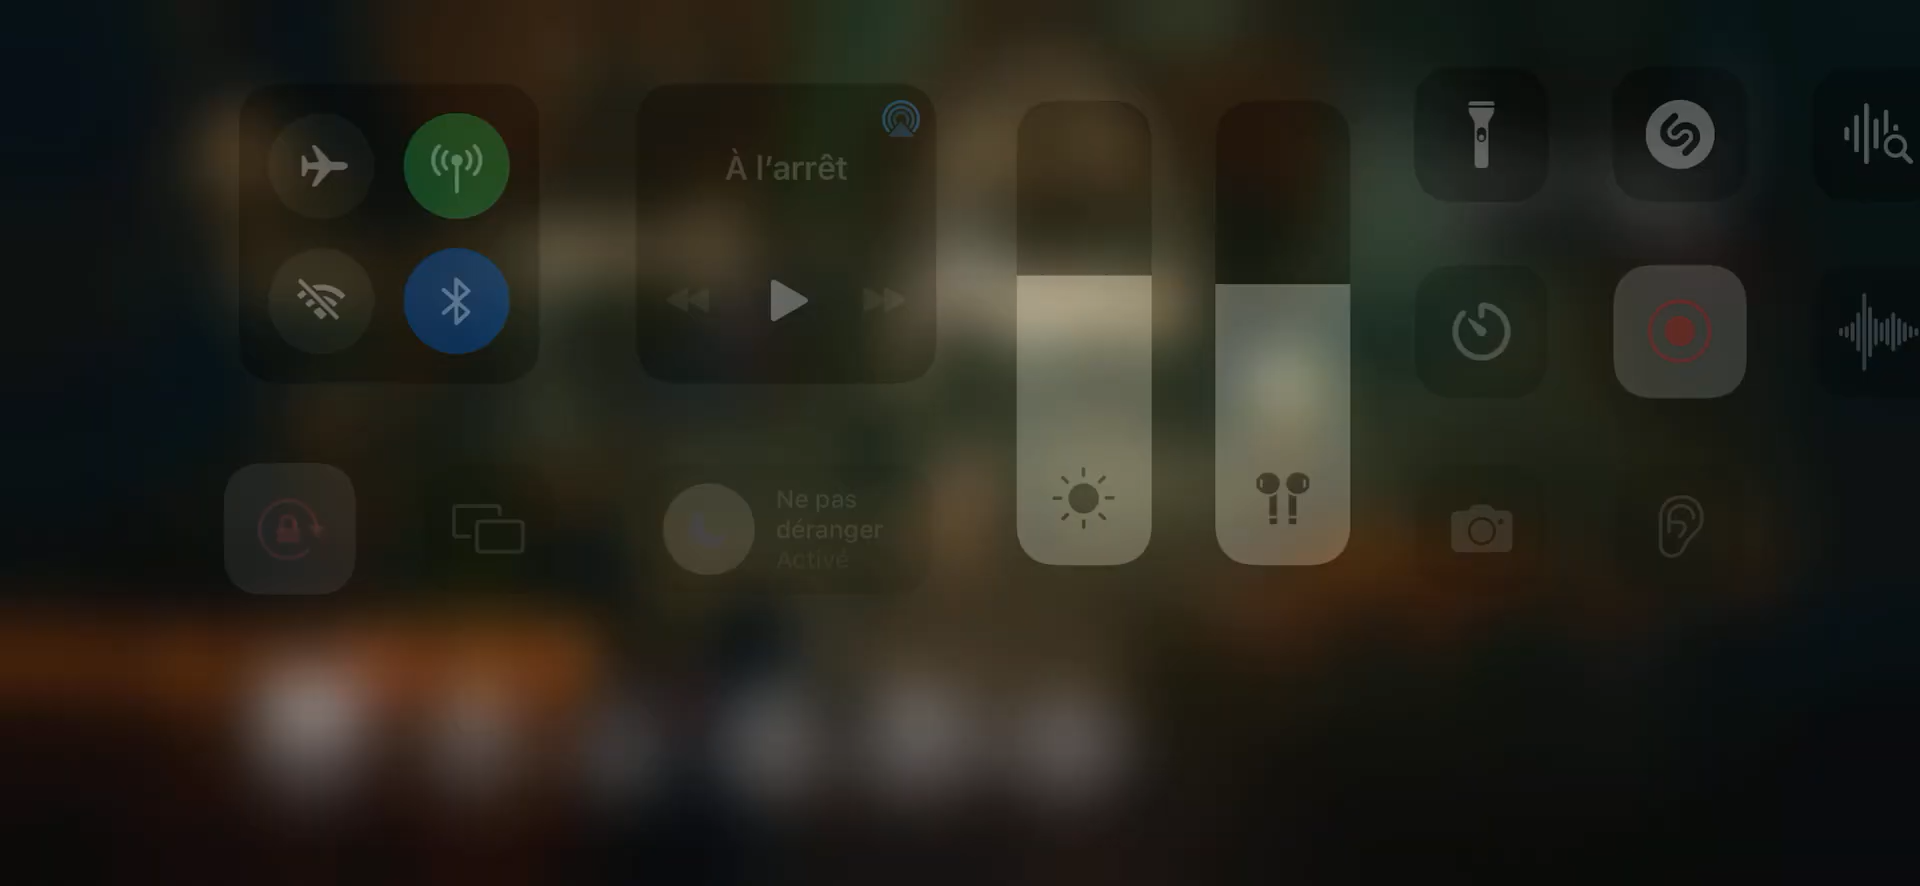 À l’arrêt
Ne pas
déranger
Activé